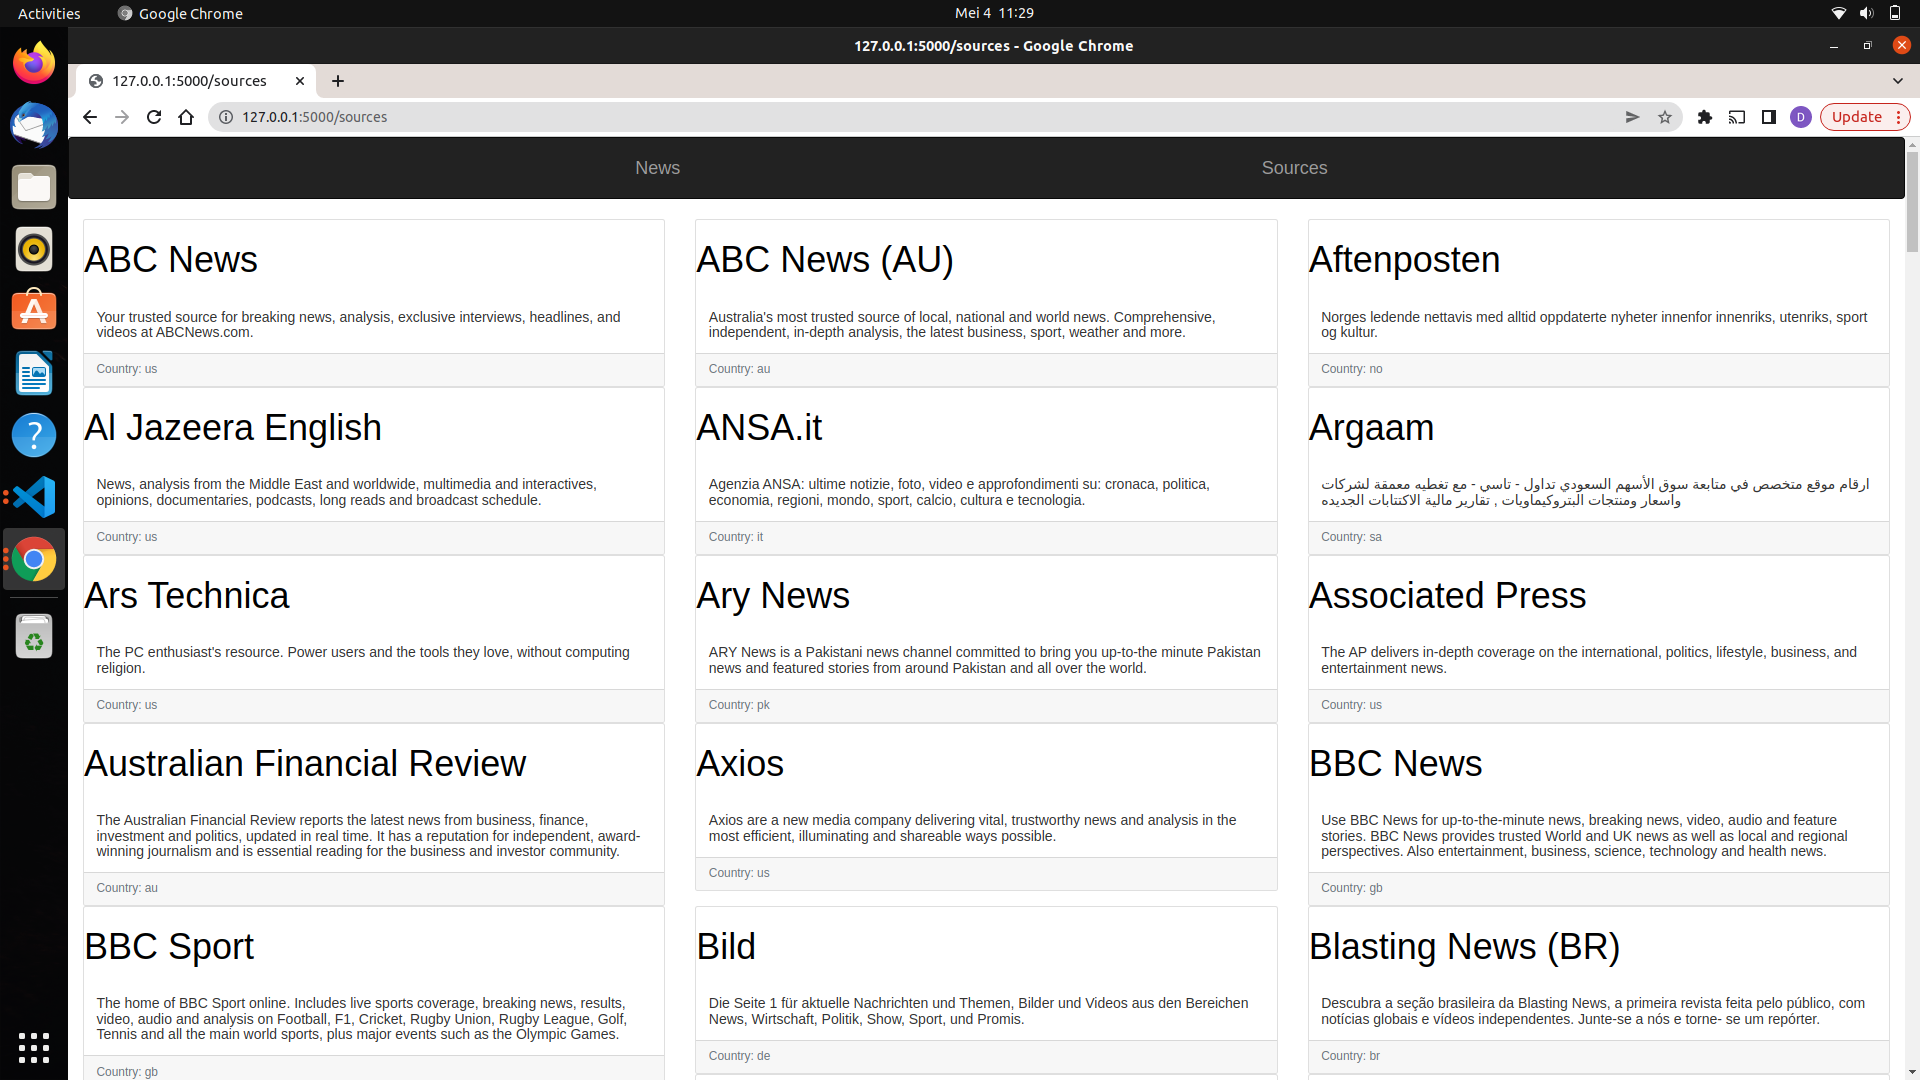 Activities
Google Chrome
Mei 4 11:29
127.0.0.1:5000/sources - Google Chrome
127.0.0.1:5000/sources
127.0.0.1:5000/sources
D
Update
News
Sources
ABC News
Your trusted source for breaking news, analysis, exclusive interviews, headlines, and
videos at ABCNews.com.
Country: us
ABC News (AU)
Australia's most trusted source of local, national and world news. Comprehensive,
independent, in-depth analysis, the latest business, sport, weather and more.
Country: au
Aftenposten
Norges ledende nettavis med alltid oppdaterte nyheter innenfor innenriks, utenriks, sport
og kultur.
Country: no
Al Jazeera English
News, analysis from the Middle East and worldwide, multimedia and interactives,
opinions, documentaries, podcasts, long reads and broadcast schedule.
Country: us
ANSA.it
Agenzia ANSA: ultime notizie, foto, video e approfondimenti su: cronaca, politica,
economia, regioni, mondo, sport, calcio, cultura e tecnologia.
Country: it
Argaam
ارقام موقع متخصص في متابعة سوق الأسهم السعودي تداول - تاسي - مع تغطيه معمقة لشركات
واسعار ومنتجات البتروكيماويات , تقارير مالية الاكتتابات الجديده
Country: sa
Ars Technica
The PC enthusiast's resource. Power users and the tools they love, without computing
religion.
Country: us
Ary News
ARY News is a Pakistani news channel committed to bring you up-to-the minute Pakistan
news and featured stories from around Pakistan and all over the world.
Country: pk
Associated Press
The AP delivers in-depth coverage on the international, politics, lifestyle, business, and
entertainment news.
Country: us
Australian Financial Review
The Australian Financial Review reports the latest news from business, finance,
investment and politics, updated in real time. It has a reputation for independent, award-
winning journalism and is essential reading for the business and investor community.
Country: au
Axios
Axios are a new media company delivering vital, trustworthy news and analysis in the
most efficient, illuminating and shareable ways possible.
Country: us
BBC News
Use BBC News for up-to-the-minute news, breaking news, video, audio and feature
stories. BBC News provides trusted World and UK news as well as local and regional
perspectives. Also entertainment, business, science, technology and health news.
Country: gb
BBC Sport
The home of BBC Sport online. Includes live sports coverage, breaking news, results,
video, audio and analysis on Football, F1, Cricket, Rugby Union, Rugby League, Golf,
Tennis and all the main world sports, plus major events such as the Olympic Games.
Country: gb
Bild
Die Seite 1 für aktuelle Nachrichten und Themen, Bilder und Videos aus den Bereichen
News, Wirtschaft, Politik, Show, Sport, und Promis.
Country: de
Blasting News (BR)
Descubra a seção brasileira da Blasting News, a primeira revista feita pelo público, com
notícias globais e vídeos independentes. Junte-se a nós e torne- se um repórter.
Country: br